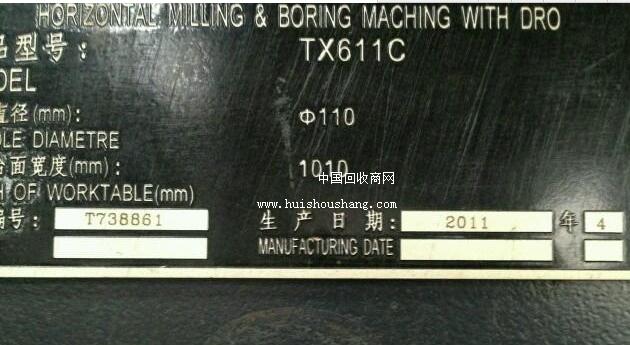 HORIZONTAL MILLING & BORING MACHING WITH DRO
品型号: TX611C
ODEL
直径(mm): Φ110
DLE DIAMETRE
台面宽度(mm): 1010
H OF WORKTABLE(mm)
中国回收商网
www.huishoushang.com
编号: T738861 生产日期: 2011 年 4
MANUFACTURING DATE